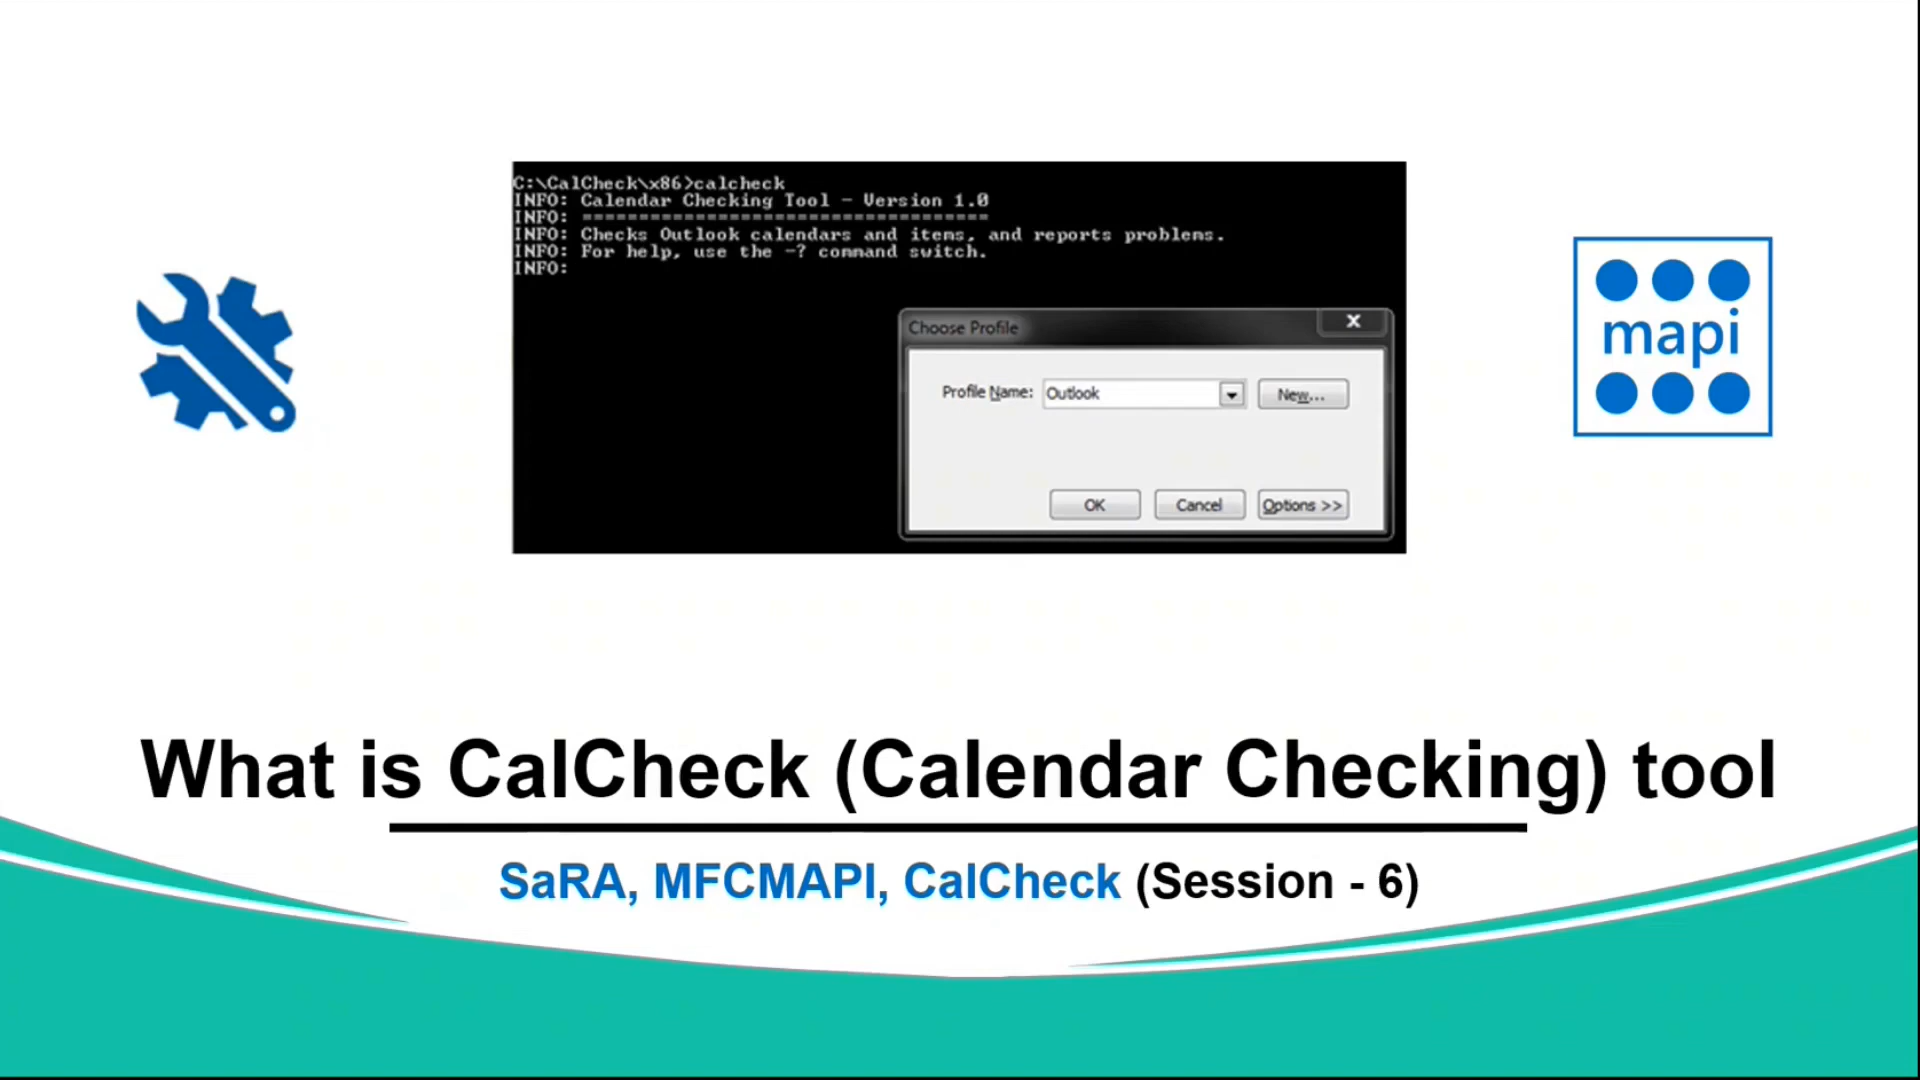 C:\CalCheck\x86>calcheck
INFO: Calendar Checking Tool - Version 1.0
INFO: ====================================
INFO: Checks Outlook calendars and items, and reports problems.
INFO: For help, use the -? command switch.
INFO:
Choose Profile
X
Profile Name: Outlook New...
OK Cancel Options >>
mapi
What is CalCheck (Calendar Checking) tool
SaRA, MFCMAPI, CalCheck (Session - 6)